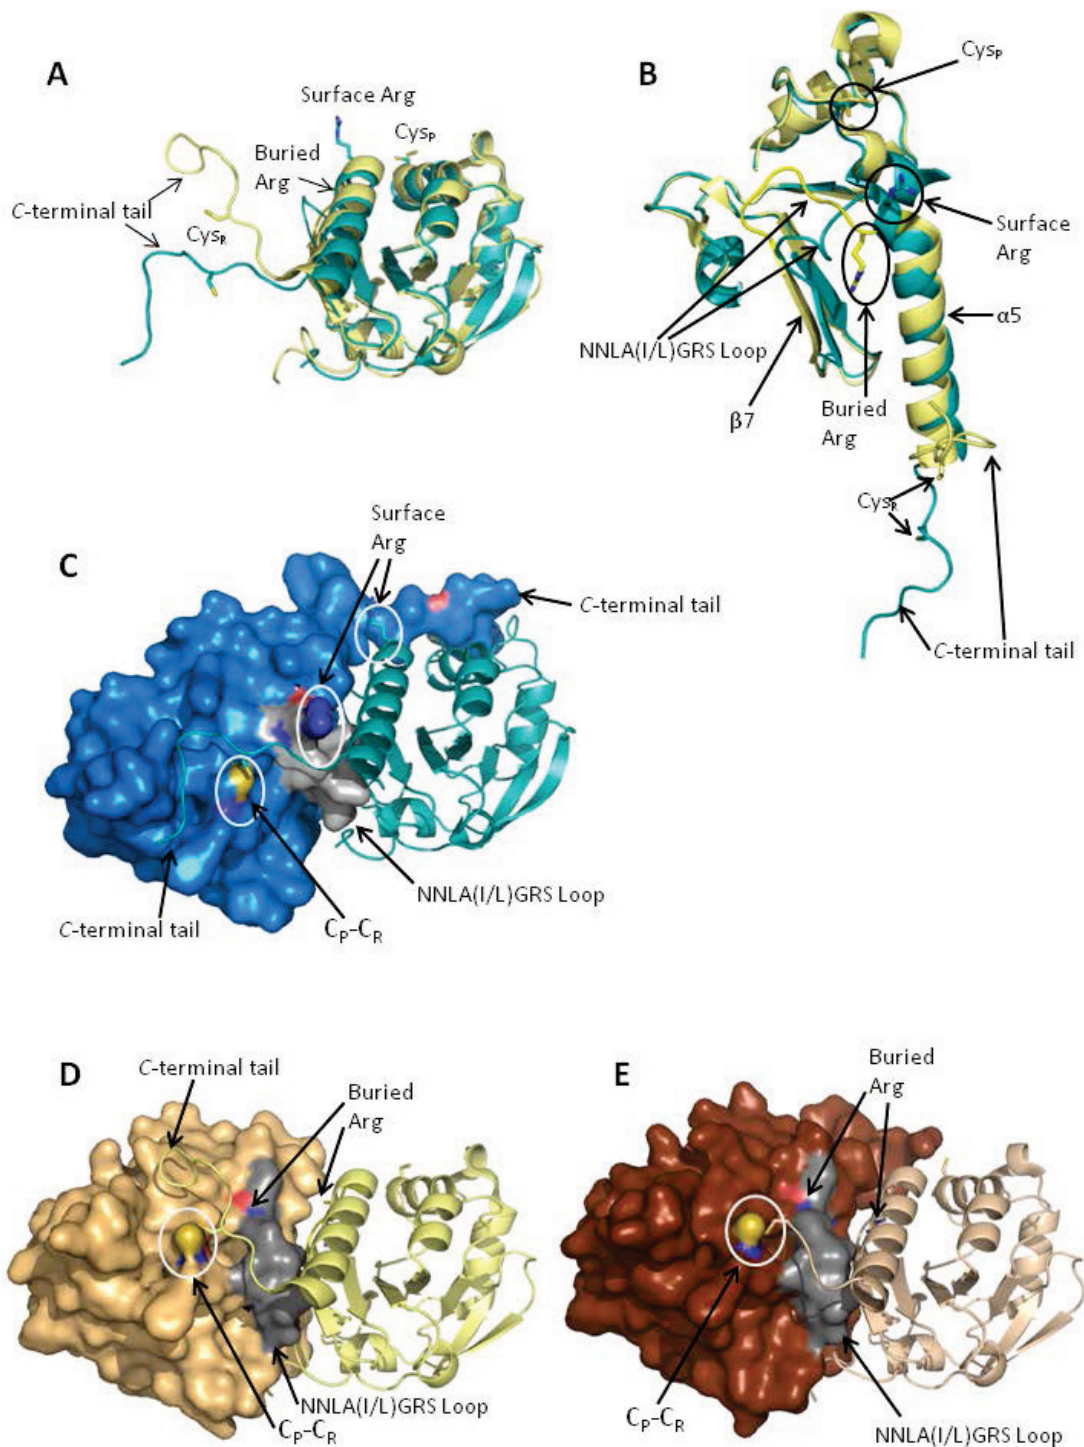 A
Surface Arg
Cysₚ
Buried
Arg
C-terminal tail
Cysᵣ
B
Cysₚ
Surface
Arg
α5
NNLA(I/L)GRS Loop
Buried
Arg
β7
Cysᵣ
C-terminal tail
C
Surface
Arg
C-terminal tail
NNLA(I/L)GRS Loop
C-terminal tail
Cₚ-Cᵣ
D
C-terminal tail
Buried
Arg
NNLA(I/L)GRS Loop
Cₚ-Cᵣ
E
Buried
Arg
Cₚ-Cᵣ
NNLA(I/L)GRS Loop